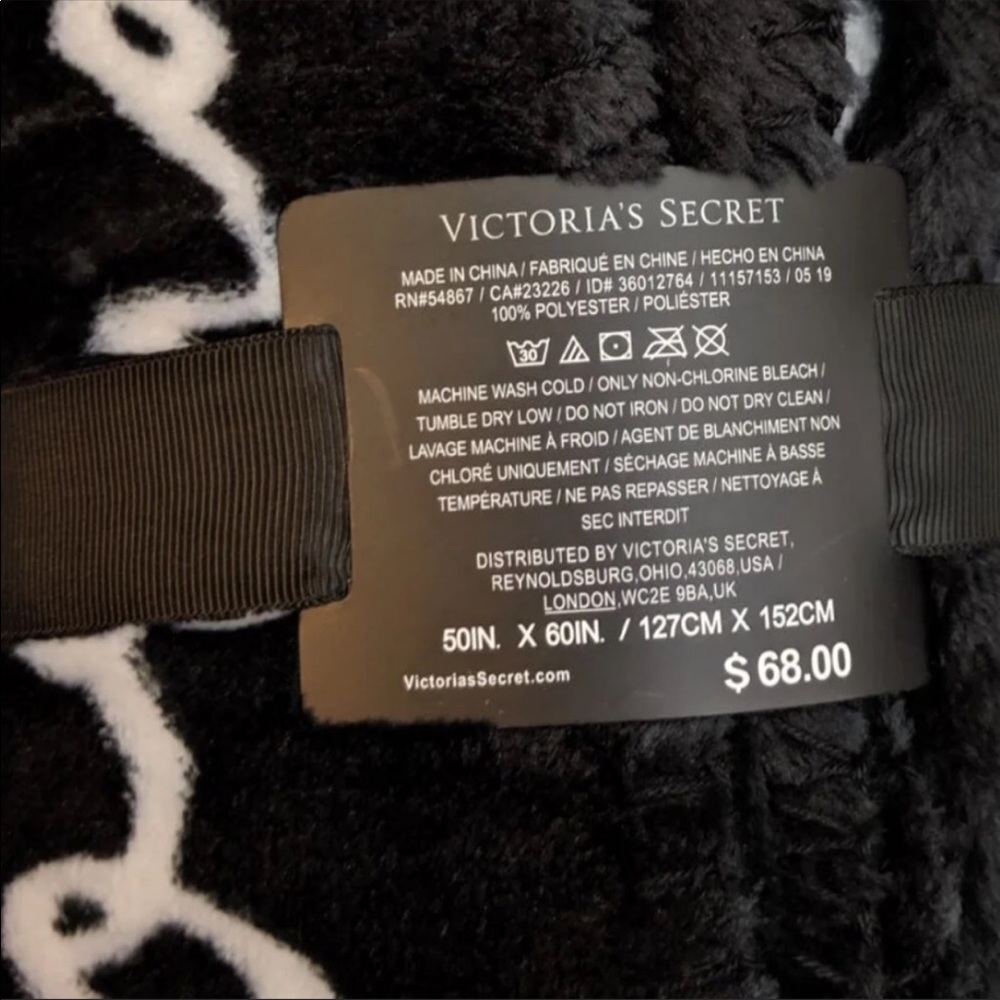 VICTORIA'S SECRET
MADE IN CHINA / FABRIQUÉ EN CHINE / HECHO EN CHINA
RN#54867 / CA#23226 / ID# 36012764 / 11157153 / 05 19
100% POLYESTER / POLIÉSTER
30
MACHINE WASH COLD / ONLY NON-CHLORINE BLEACH /
TUMBLE DRY LOW / DO NOT IRON / DO NOT DRY CLEAN /
LAVAGE MACHINE À FROID / AGENT DE BLANCHIMENT NON
CHLORÉ UNIQUEMENT / SÉCHAGE MACHINE À BASSE
TEMPÉRATURE / NE PAS REPASSER / NETTOYAGE À
SEC INTERDIT
DISTRIBUTED BY VICTORIA'S SECRET,
REYNOLDSBURG,OHIO,43068,USA /
LONDON,WC2E 9BA,UK
50IN. X 60IN. / 127CM X 152CM
VictoriasSecret.com
$ 68.00